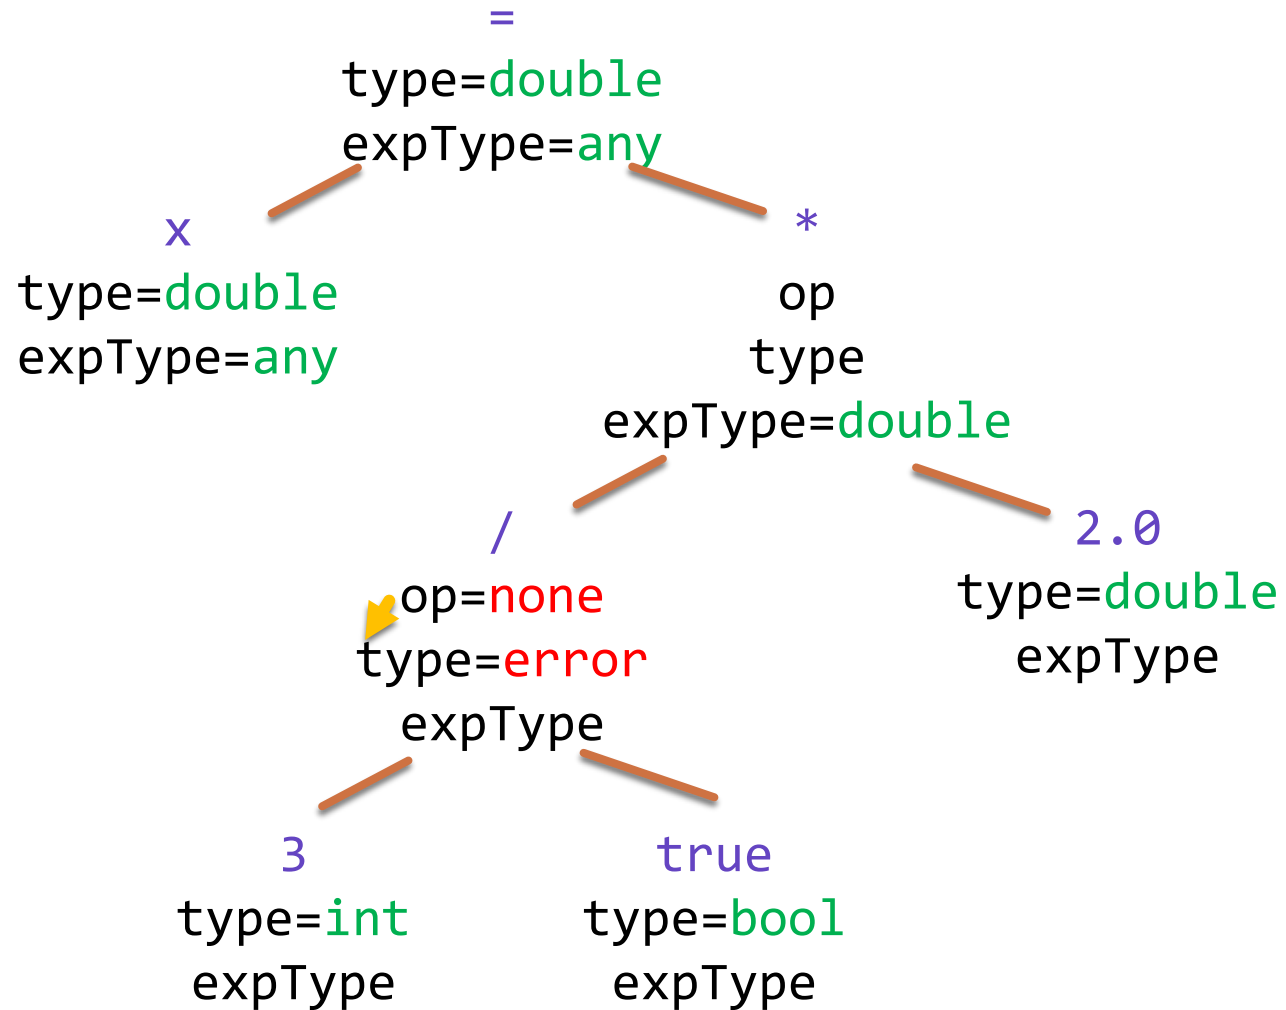 =
type=double
expType=any
x
type=double
expType=any
*
op
type
expType=double
/
op=none
type=error
expType
2.0
type=double
expType
3
type=int
expType
true
type=bool
expType